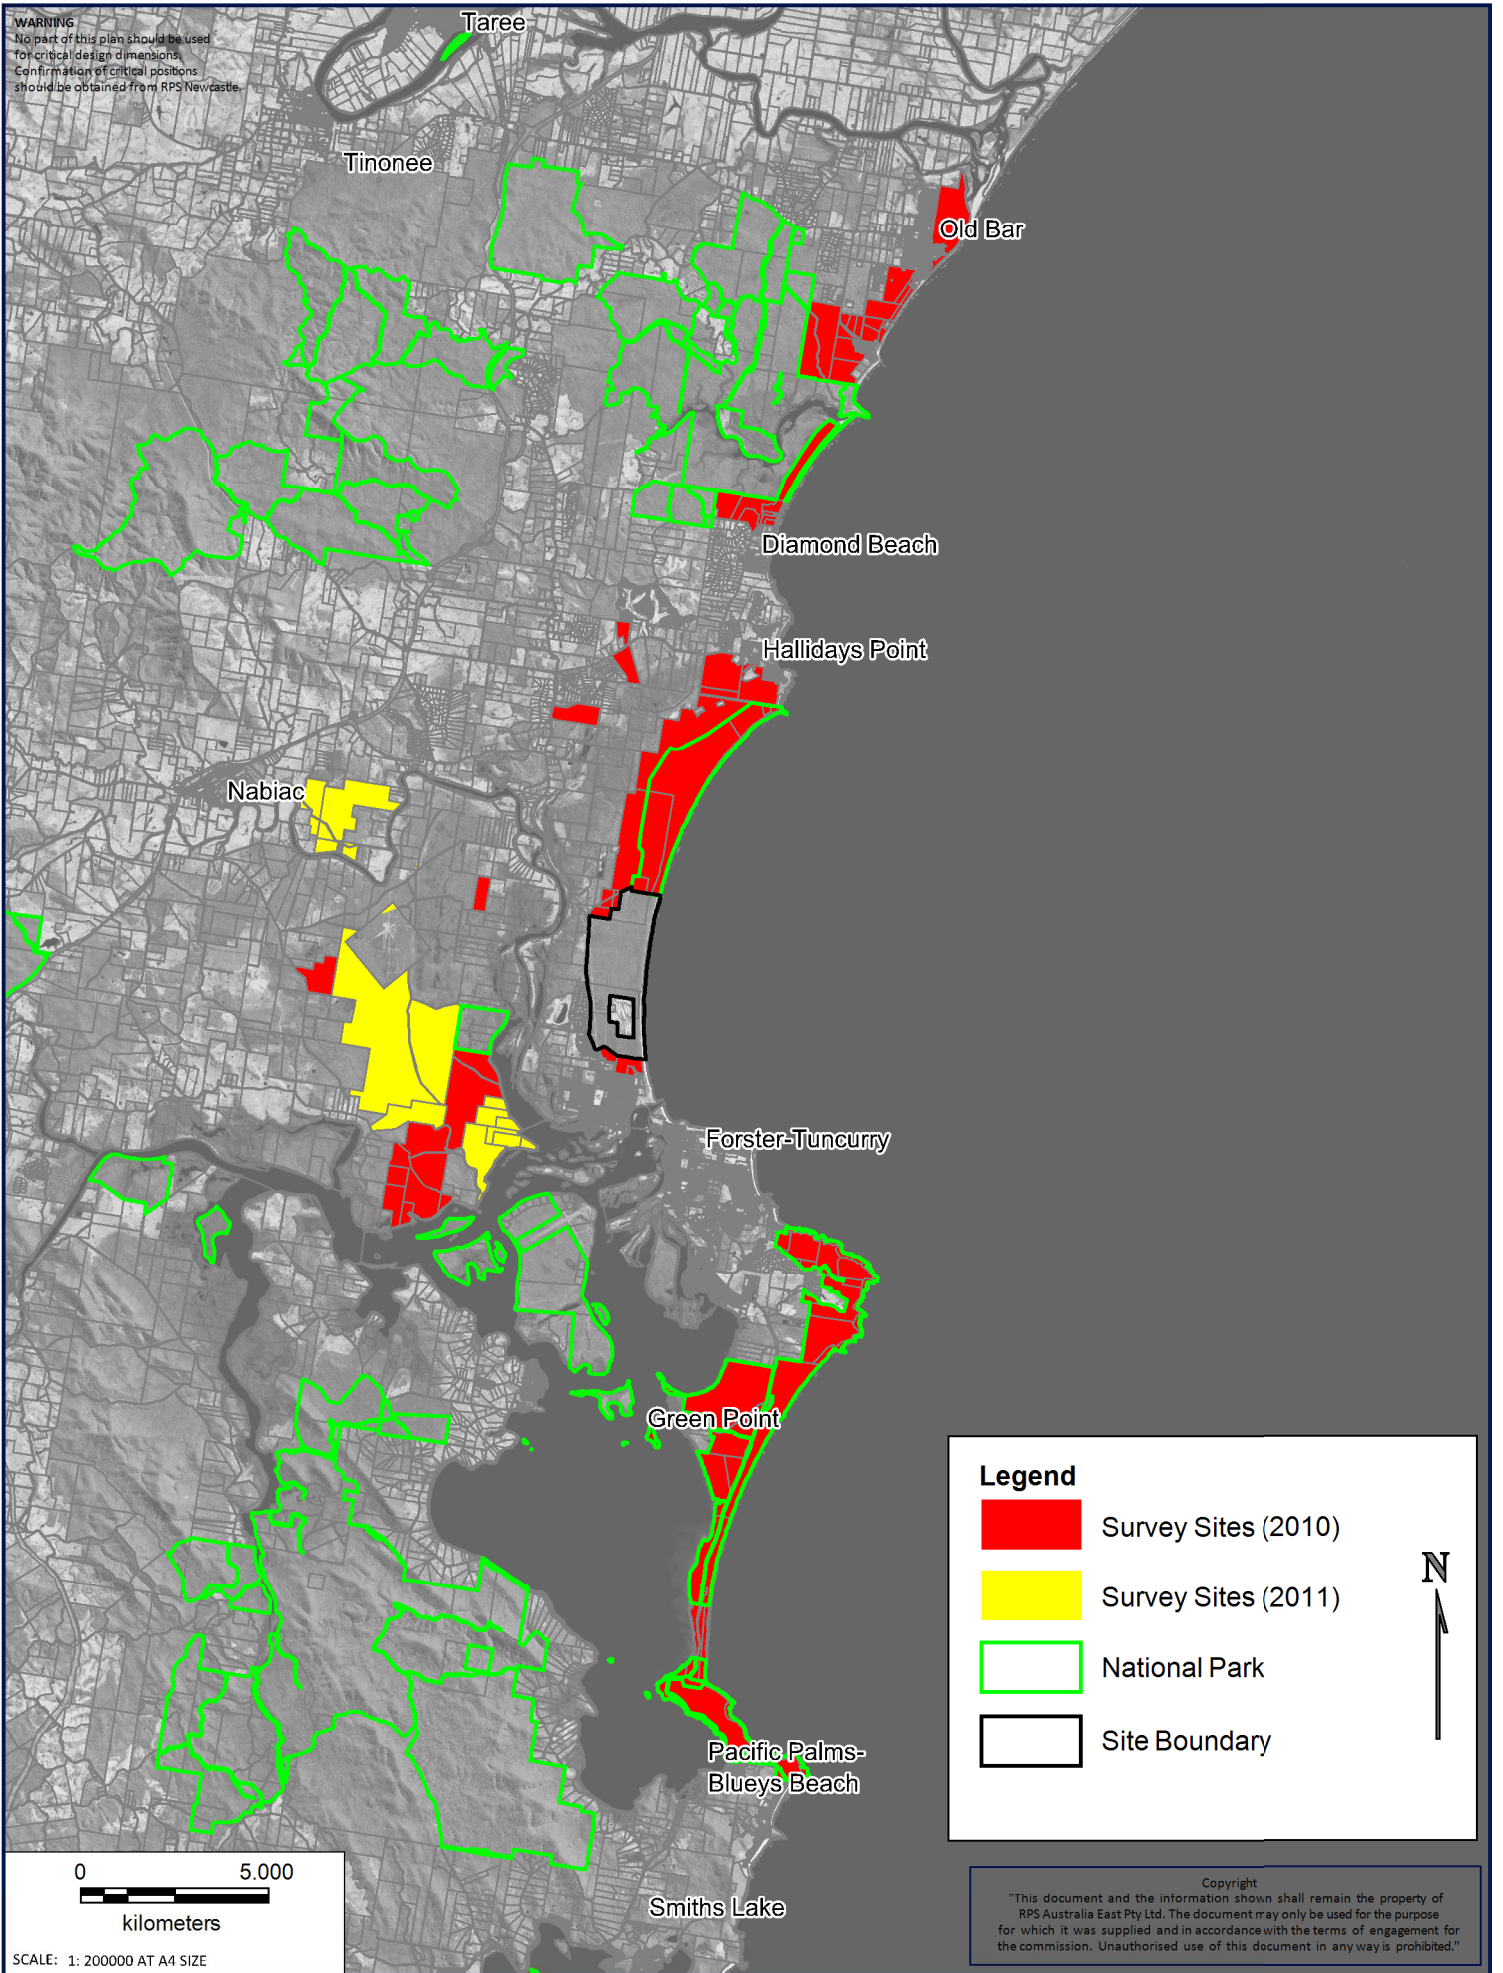 WARNING
No part of this plan should be used
for critical design dimensions.
Confirmation of critical positions
should be obtained from RPS Newcastle.
Taree
Tinonee
Old Bar
Diamond Beach
Hallidays Point
Nabiac
Forster-Tuncurry
Green Point
Pacific Palms-
Blueys Beach
Smiths Lake
Legend
Survey Sites (2010)
Survey Sites (2011)
National Park
Site Boundary
N
0 5.000
kilometers
SCALE: 1: 200000 AT A4 SIZE
Copyright
"This document and the information shown shall remain the property of
RPS Australia East Pty Ltd. The document may only be used for the purpose
for which it was supplied and in accordance with the terms of engagement for
the commission. Unauthorised use of this document in any way is prohibited."